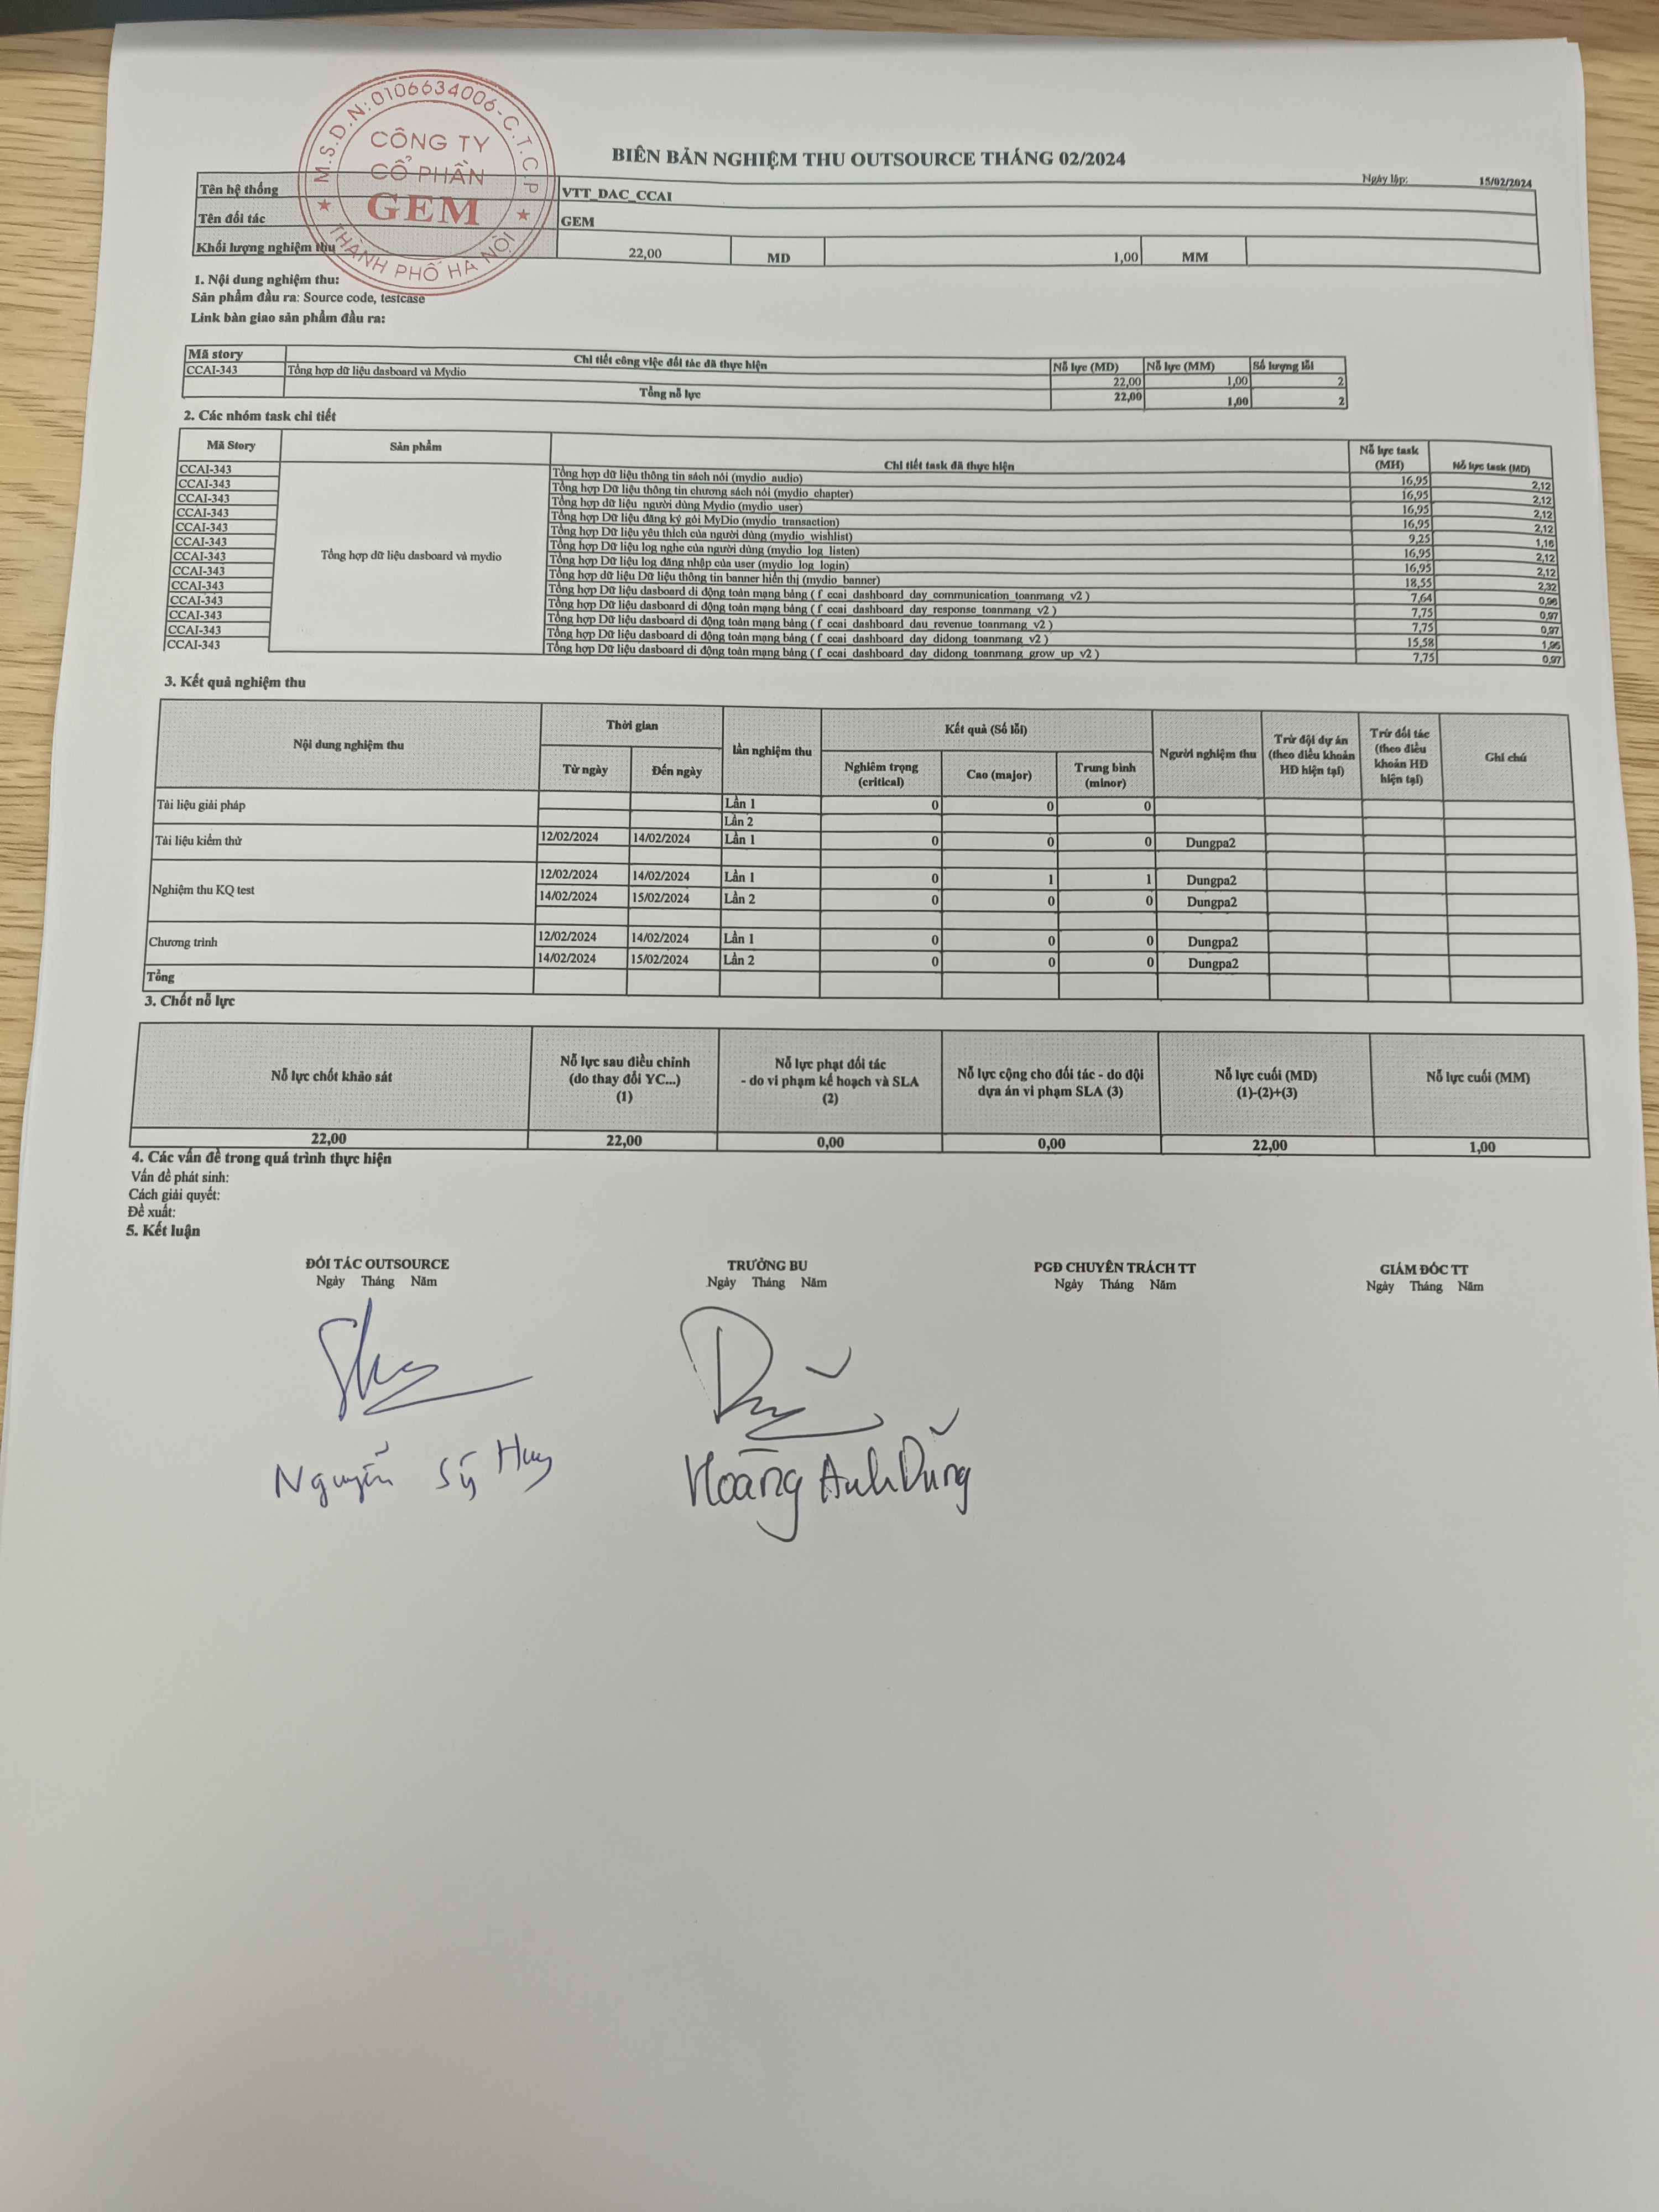 M.S.D.N:0106634006-C.T.C.P
CÔNG TY
CỔ PHẦN
GEM
THÀNH PHỐ HÀ NỘI
BIÊN BẢN NGHIỆM THU OUTSOURCE THÁNG 02/2024
Ngày lập: 15/02/2024
Tên hệ thống VTT_DAC_CCAI
Tên đối tác GEM
Khối lượng nghiệm thu 22,00 MD 1,00 MM
1. Nội dung nghiệm thu:
Sản phẩm đầu ra: Source code, testcase
Link bàn giao sản phẩm đầu ra:
Mã story Chi tiết công việc đối tác đã thực hiện Nỗ lực (MD) Nỗ lực (MM) Số lượng lỗi
CCAI-343 Tổng hợp dữ liệu dasboard và Mydio 22,00 1,00 2
Tổng nỗ lực 22,00 1,00 2
2. Các nhóm task chi tiết
Mã Story Sản phẩm Chi tiết task đã thực hiện Nỗ lực task (MH) Nỗ lực task (MD)
Tổng hợp dữ liệu dasboard và mydio
CCAI-343 Tổng hợp dữ liệu thông tin sách nói (mydio_audio) 16,95 2,12
CCAI-343 Tổng hợp Dữ liệu thông tin chương sách nói (mydio_chapter) 16,95 2,12
CCAI-343 Tổng hợp dữ liệu người dùng Mydio (mydio_user) 16,95 2,12
CCAI-343 Tổng hợp Dữ liệu đăng ký gói MyDio (mydio_transaction) 16,95 2,12
CCAI-343 Tổng hợp Dữ liệu yêu thích của người dùng (mydio_wishlist) 9,25 1,16
CCAI-343 Tổng hợp Dữ liệu log nghe của người dùng (mydio_log_listen) 16,95 2,12
CCAI-343 Tổng hợp Dữ liệu log đăng nhập của user (mydio_log_login) 16,95 2,12
CCAI-343 Tổng hợp dữ liệu Dữ liệu thông tin banner hiển thị (mydio_banner) 18,55 2,32
CCAI-343 Tổng hợp Dữ liệu dasboard di động toàn mạng bảng ( f_ccai_dashboard_day_communication_toanmang_v2 ) 7,64 0,96
CCAI-343 Tổng hợp Dữ liệu dasboard di động toàn mạng bảng ( f_ccai_dashboard_day_response_toanmang_v2 ) 7,75 0,97
CCAI-343 Tổng hợp Dữ liệu dasboard di động toàn mạng bảng ( f_ccai_dashboard_dau_revenue_toanmang_v2 ) 7,75 0,97
CCAI-343 Tổng hợp Dữ liệu dasboard di động toàn mạng bảng ( f_ccai_dashboard_day_didong_toanmang_v2 ) 15,58 1,95
CCAI-343 Tổng hợp Dữ liệu dasboard di động toàn mạng bảng ( f_ccai_dashboard_day_didong_toanmang_grow_up_v2 ) 7,75 0,97
3. Kết quả nghiệm thu
Nội dung nghiệm thu Thời gian lần nghiệm thu Kết quả (Số lỗi) Người nghiệm thu Trừ đội dự án (theo điều khoản HĐ hiện tại) Trừ đối tác (theo điều khoản HĐ hiện tại) Ghi chú
Từ ngày Đến ngày Nghiêm trọng (critical) Cao (major) Trung bình (minor)
Tài liệu giải pháp Lần 1 0 0 0
Lần 2
Tài liệu kiểm thử 12/02/2024 14/02/2024 Lần 1 0 0 0 Dungpa2
Nghiệm thu KQ test 12/02/2024 14/02/2024 Lần 1 0 1 1 Dungpa2
14/02/2024 15/02/2024 Lần 2 0 0 0 Dungpa2
Chương trình 12/02/2024 14/02/2024 Lần 1 0 0 0 Dungpa2
14/02/2024 15/02/2024 Lần 2 0 0 0 Dungpa2
Tổng
3. Chốt nỗ lực
Nỗ lực chốt khảo sát Nỗ lực sau điều chỉnh (do thay đổi YC...) (1) Nỗ lực phạt đối tác - do vi phạm kế hoạch và SLA (2) Nỗ lực cộng cho đối tác - do đội dựa án vi phạm SLA (3) Nỗ lực cuối (MD) (1)-(2)+(3) Nỗ lực cuối (MM)
22,00 22,00 0,00 0,00 22,00 1,00
4. Các vấn đề trong quá trình thực hiện
Vấn đề phát sinh:
Cách giải quyết:
Đề xuất:
5. Kết luận
ĐỐI TÁC OUTSOURCE TRƯỞNG BU PGĐ CHUYÊN TRÁCH TT GIÁM ĐỐC TT
Ngày Tháng Năm Ngày Tháng Năm Ngày Tháng Năm Ngày Tháng Năm
Nguyễn Sỹ Huy Hoàng Anh Dũng